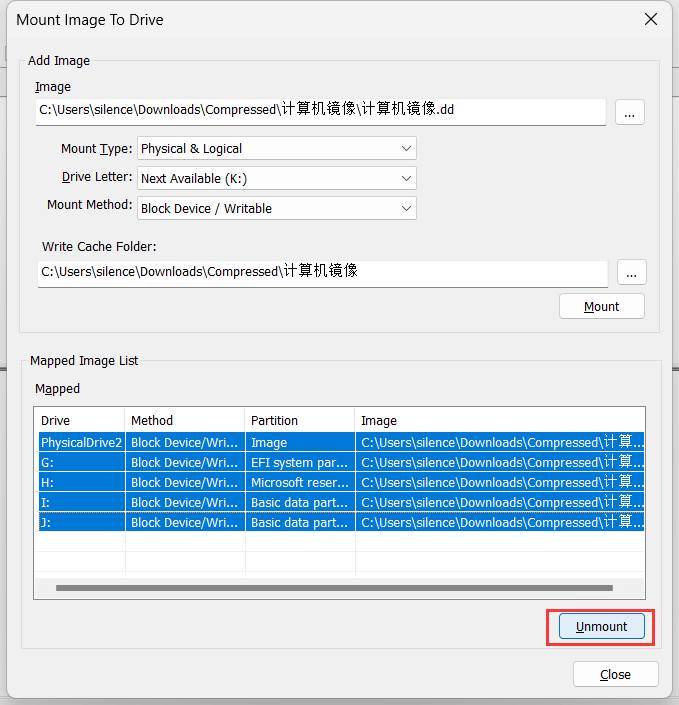 Mount Image To Drive
Add Image
Image
C:\Users\silence\Downloads\Compressed\计算机镜像\计算机镜像.dd
...
Mount Type: Physical & Logical
Drive Letter: Next Available (K:)
Mount Method: Block Device / Writable
Write Cache Folder:
C:\Users\silence\Downloads\Compressed\计算机镜像
...
Mount
Mapped Image List
Mapped
Drive Method Partition Image
PhysicalDrive2 Block Device/Wri... Image C:\Users\silence\Downloads\Compressed\计算...
G: Block Device/Wri... EFI system par... C:\Users\silence\Downloads\Compressed\计算...
H: Block Device/Wri... Microsoft reser... C:\Users\silence\Downloads\Compressed\计算...
I: Block Device/Wri... Basic data part... C:\Users\silence\Downloads\Compressed\计算...
J: Block Device/Wri... Basic data part... C:\Users\silence\Downloads\Compressed\计算...
Unmount
Close